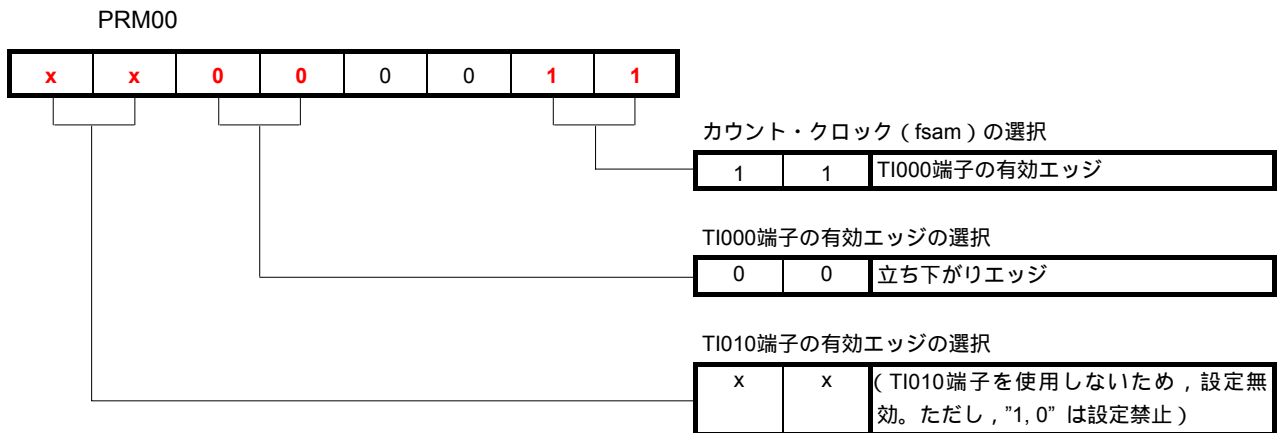 PRM00
x x 0 0 0 0 1 1
カウント・クロック（fsam）の選択
1 1 TI000端子の有効エッジ
TI000端子の有効エッジの選択
0 0 立ち下がりエッジ
TI010端子の有効エッジの選択
x x （TI010端子を使用しないため，設定無
効。ただし，”1, 0” は設定禁止）